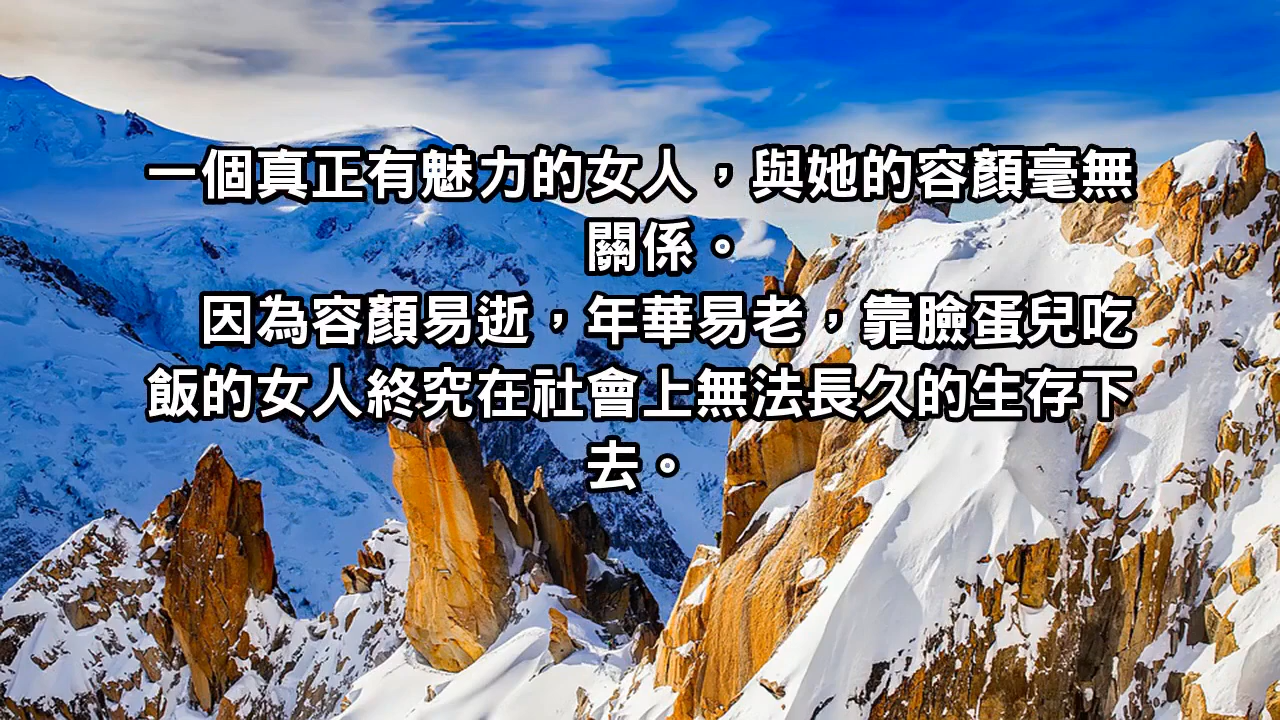 一個真正有魅力的女人，與她的容顏毫無
關係。
因為容顏易逝，年華易老，靠臉蛋兒吃
飯的女人終究在社會上無法長久的生存下
去。